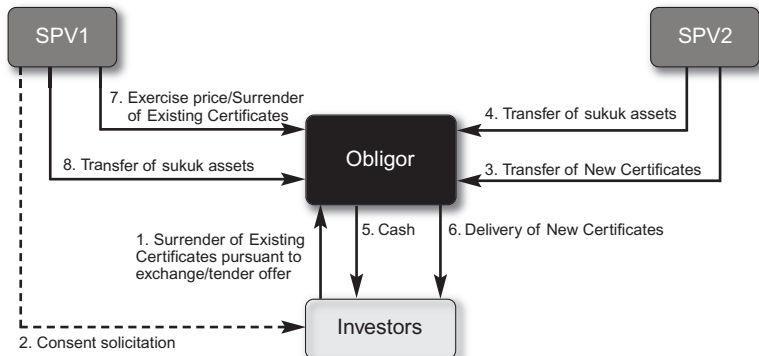 SPV1
SPV2
7. Exercise price/Surrender
of Existing Certificates
4. Transfer of sukuk assets
Obligor
8. Transfer of sukuk assets
3. Transfer of New Certificates
1. Surrender of Existing
Certificates pursuant to
exchange/tender offer
5. Cash
6. Delivery of New Certificates
Investors
2. Consent solicitation